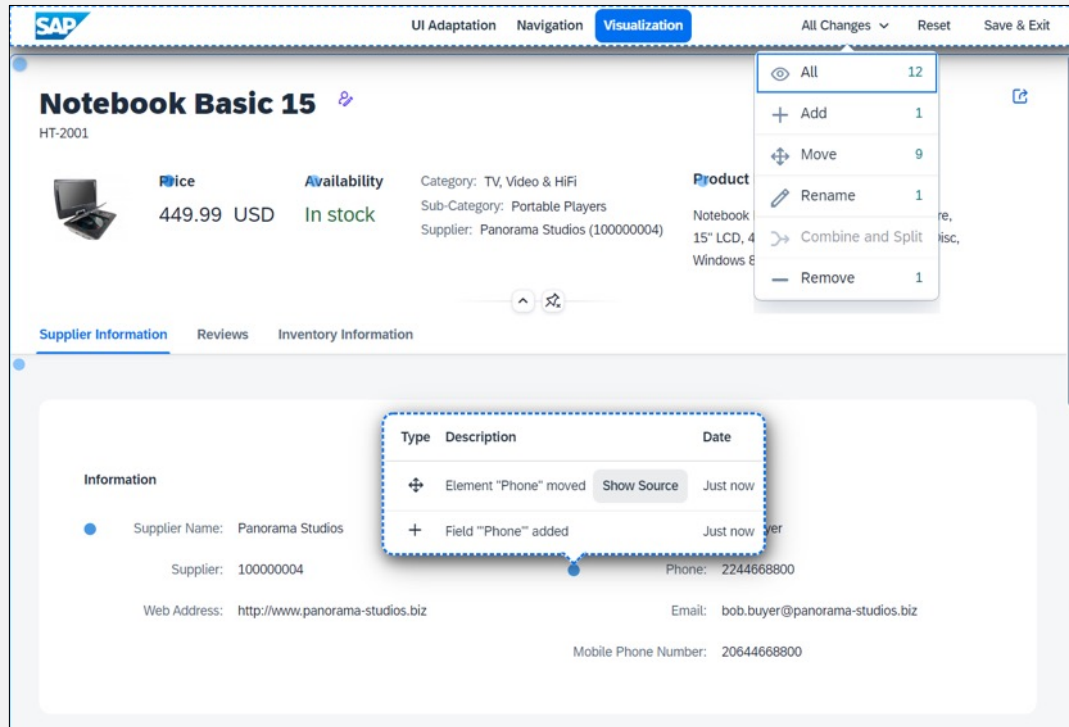 SAP UI Adaptation Navigation Visualization All Changes Reset Save & Exit
All 12
Add 1
Move 9
Rename 1
Combine and Split
Remove 1
Notebook Basic 15
HT-2001
Price
449.99 USD
Availability
In stock
Category: TV, Video & HiFi
Sub-Category: Portable Players
Supplier: Panorama Studios (100000004)
Product
Notebook re,
15" LCD, 4 Disc,
Windows 8
Supplier Information Reviews Inventory Information
Type Description Date
Element "Phone" moved Show Source Just now
Field '"Phone"' added Just now
Information
Supplier Name: Panorama Studios yer
Supplier: 100000004 Phone: 2244668800
Web Address: http://www.panorama-studios.biz Email: bob.buyer@panorama-studios.biz
Mobile Phone Number: 20644668800